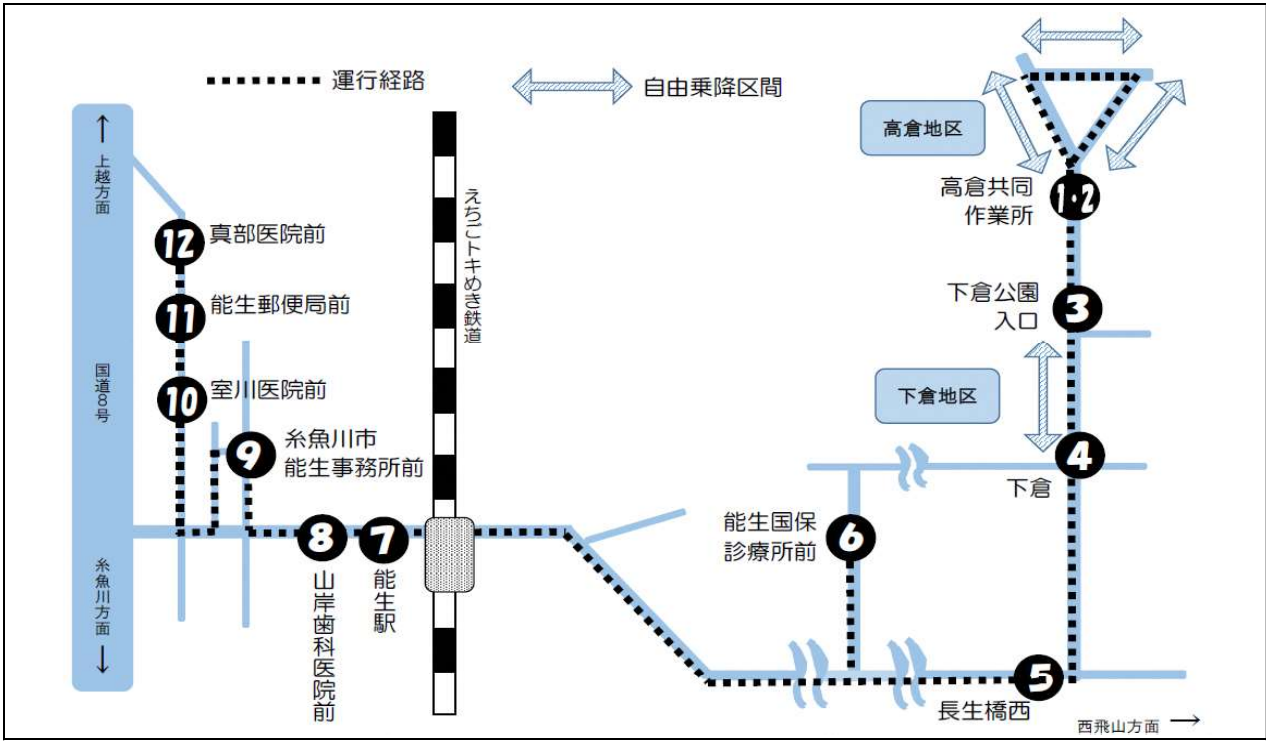 運行経路
自由乗降区間
↑
上越方面
国道8号
糸魚川方面
↓
えちごトキめき鉄道
高倉地区
1・2
高倉共同
作業所
3
下倉公園
入口
下倉地区
4
下倉
5
長生橋西
西飛山方面 →
6
能生国保
診療所前
7
能生駅
8
山岸歯科医院前
9
糸魚川市
能生事務所前
10
室川医院前
11
能生郵便局前
12
真部医院前